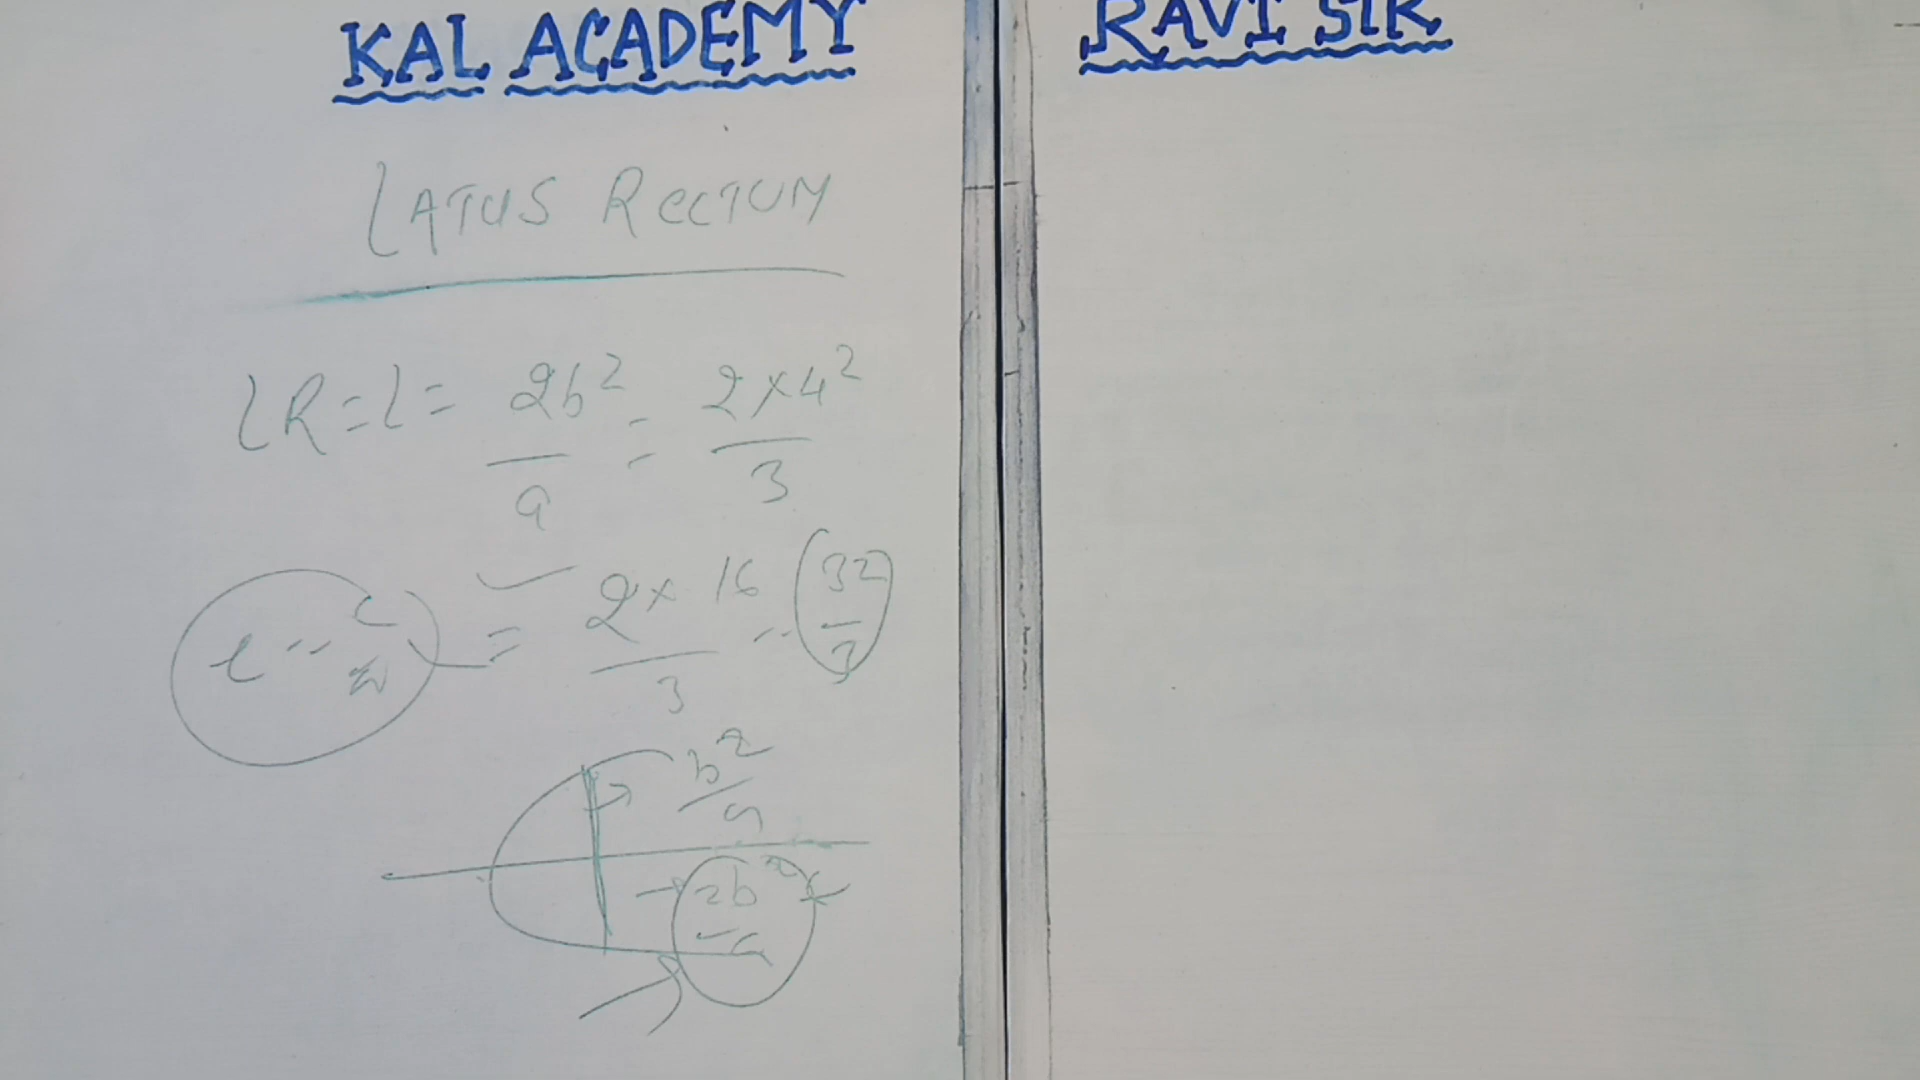 KAL ACADEMY
RAVI SIR
LATUS RECTUM
LR = L = 2b²/a = 2×4²/3
= 2×16/3 = 32/3
b²/a
2b²/a